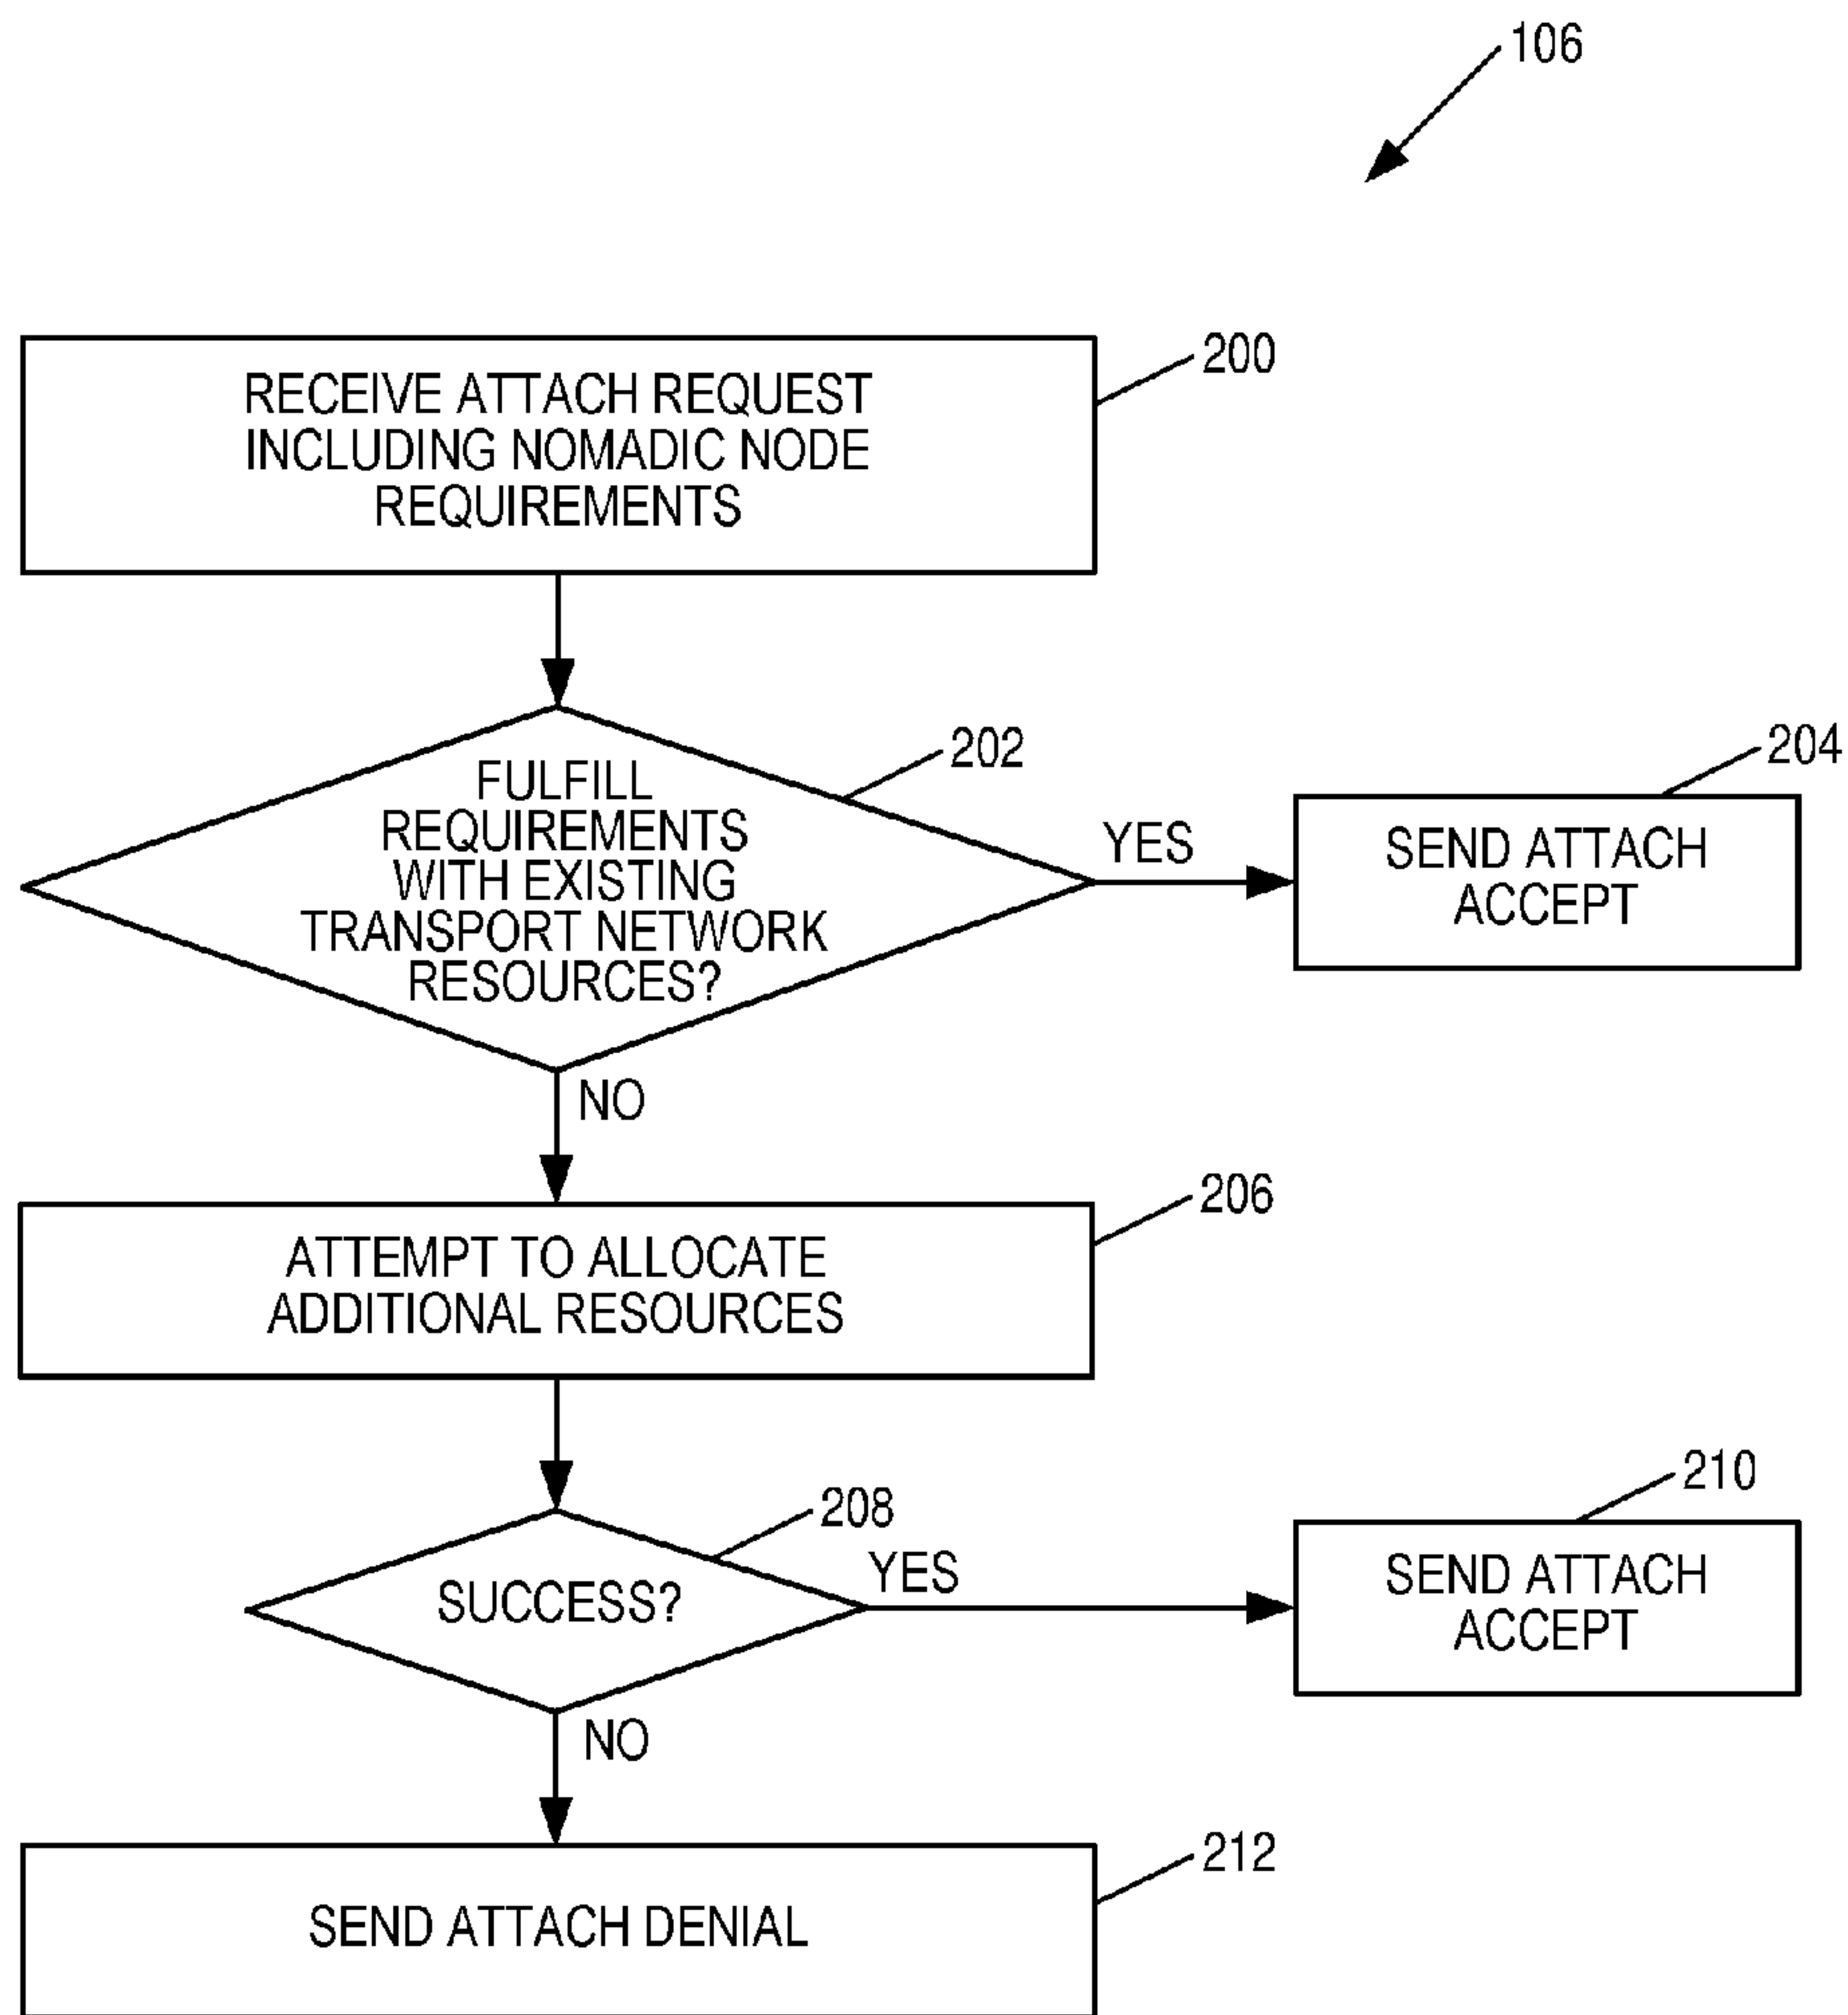 106
200
RECEIVE ATTACH REQUEST
INCLUDING NOMADIC NODE
REQUIREMENTS
202
FULFILL
REQUIREMENTS
WITH EXISTING
TRANSPORT NETWORK
RESOURCES?
YES
204
SEND ATTACH
ACCEPT
NO
206
ATTEMPT TO ALLOCATE
ADDITIONAL RESOURCES
208
SUCCESS?
YES
210
SEND ATTACH
ACCEPT
NO
212
SEND ATTACH DENIAL